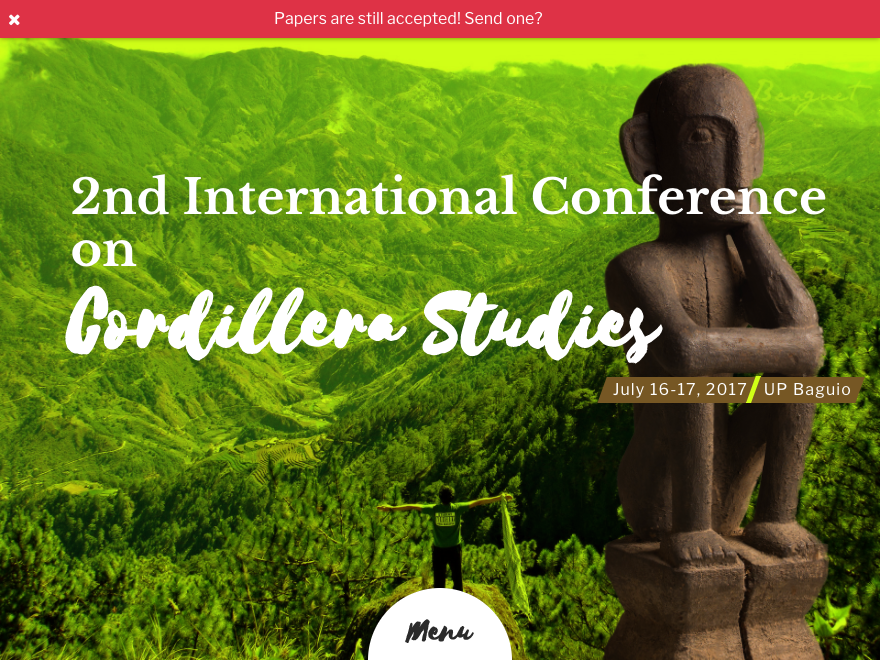 Papers are still accepted! Send one?
Benguet
2nd International Conference
on
Cordillera Studies
July 16-17, 2017 / UP Baguio
Menu